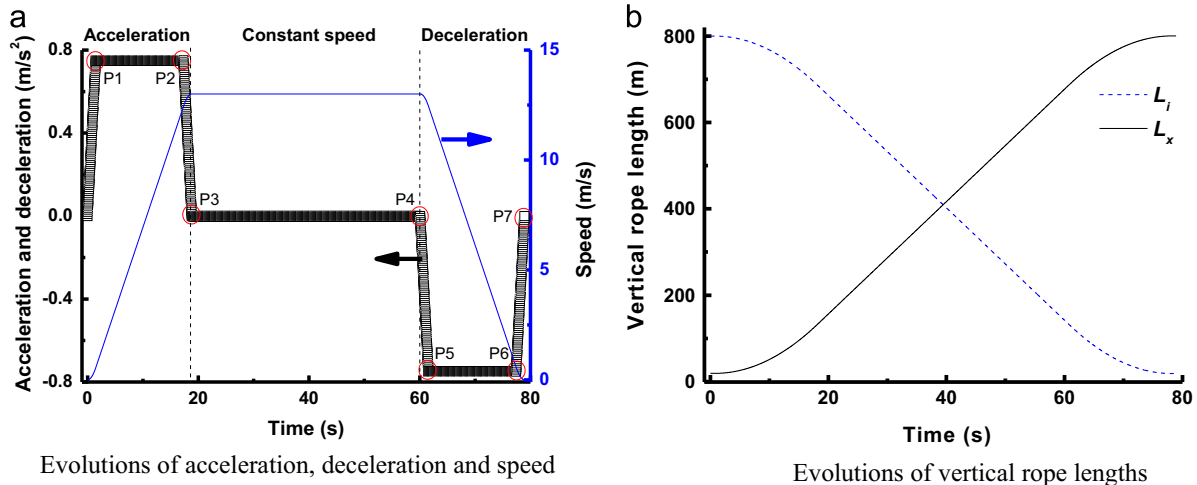 a
Acceleration Constant speed Deceleration
Acceleration and deceleration (m/s²)
0.8
0.4
0.0
-0.4
-0.8
P1
P2
P3
P4
P5
P6
P7
15
10
5
0
Speed (m/s)
0 20 40 60 80
Time (s)
Evolutions of acceleration, deceleration and speed
b
Vertical rope length (m)
800
600
400
200
0
Li
Lx
0 20 40 60 80
Time (s)
Evolutions of vertical rope lengths